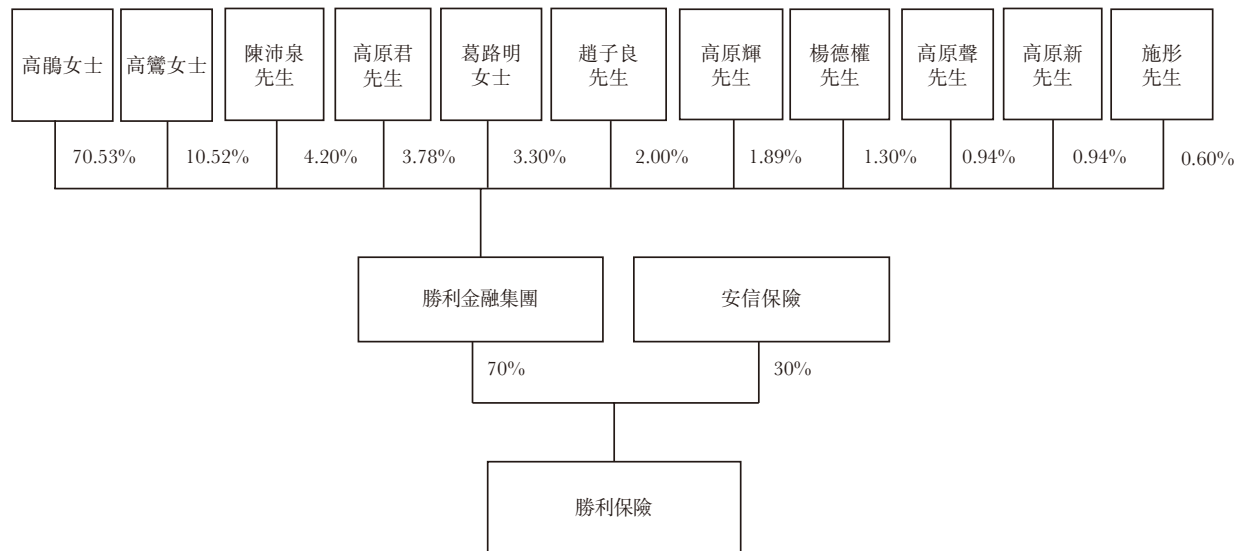 高鵑女士
高鸞女士
陳沛泉
先生
高原君
先生
葛路明
女士
趙子良
先生
高原輝
先生
楊德權
先生
高原聲
先生
高原新
先生
施彤
先生
70.53%
10.52%
4.20%
3.78%
3.30%
2.00%
1.89%
1.30%
0.94%
0.94%
0.60%
勝利金融集團
安信保險
70%
30%
勝利保險